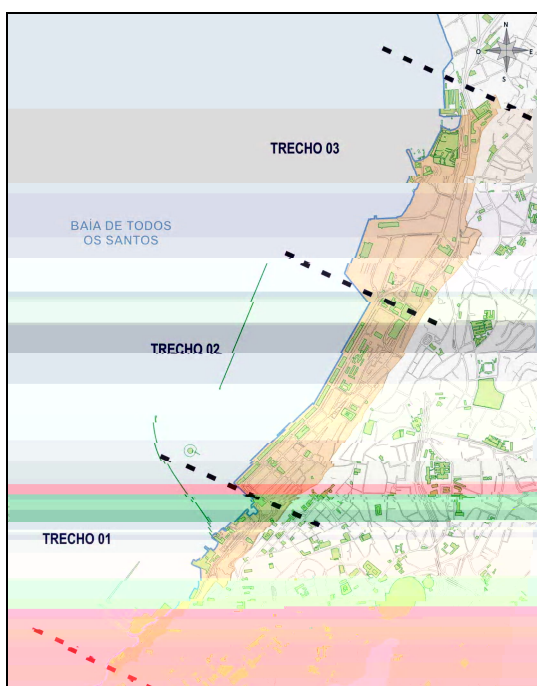 N
O
E
S
TRECHO 03
BAÍA DE TODOS
OS SANTOS
TRECHO 02
TRECHO 01